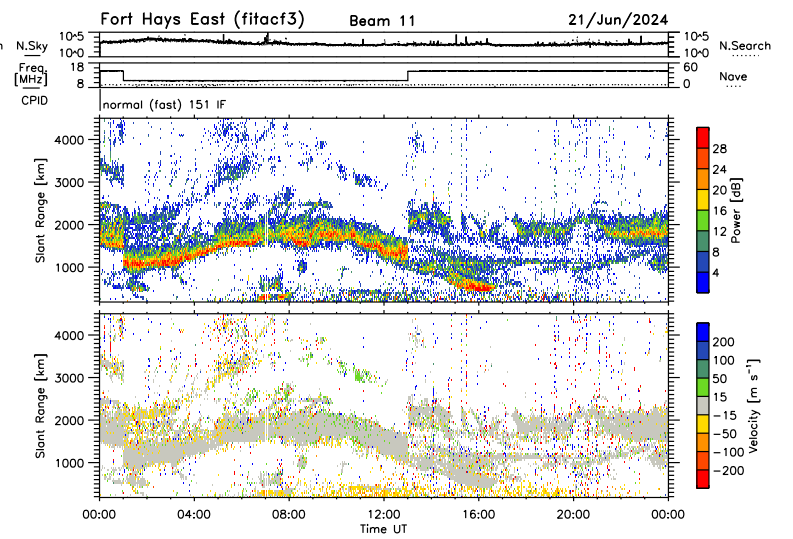 Fort Hays East (fitacf3) Beam 11 21/Jun/2024
n N.Sky 10^5 10^0 10^5 10^0 N.Search
Freq. [MHz] 18 8 60 0 Nave
CPID normal (fast) 151 IF
Slant Range [km] 4000 3000 2000 1000
28 24 20 16 12 8 4 Power [dB]
Slant Range [km] 4000 3000 2000 1000
200 100 50 15 -15 -50 -100 -200 Velocity [m s⁻¹]
00:00 04:00 08:00 12:00 16:00 20:00 00:00
Time UT